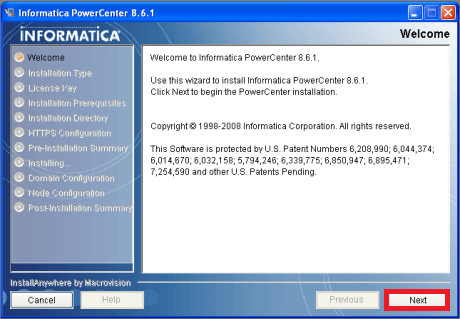 Informatica PowerCenter 8.6.1
INFORMATICA
Welcome
Welcome
Installation Type
License Key
Installation Prerequisites
Installation Directory
HTTPS Configuration
Pre-Installation Summary
Installing...
Domain Configuration
Node Configuration
Post-Installation Summary
Welcome to Informatica PowerCenter 8.6.1.
Use this wizard to install Informatica PowerCenter 8.6.1.
Click Next to begin the PowerCenter installation.
Copyright © 1998-2008 Informatica Corporation. All rights reserved.
This Software is protected by U.S. Patent Numbers 6,208,990; 6,044,374;
6,014,670; 6,032,158; 5,794,246; 6,339,775; 6,850,947; 6,895,471;
7,254,590 and other U.S. Patents Pending.
InstallAnywhere by Macrovision
Cancel
Help
Previous
Next